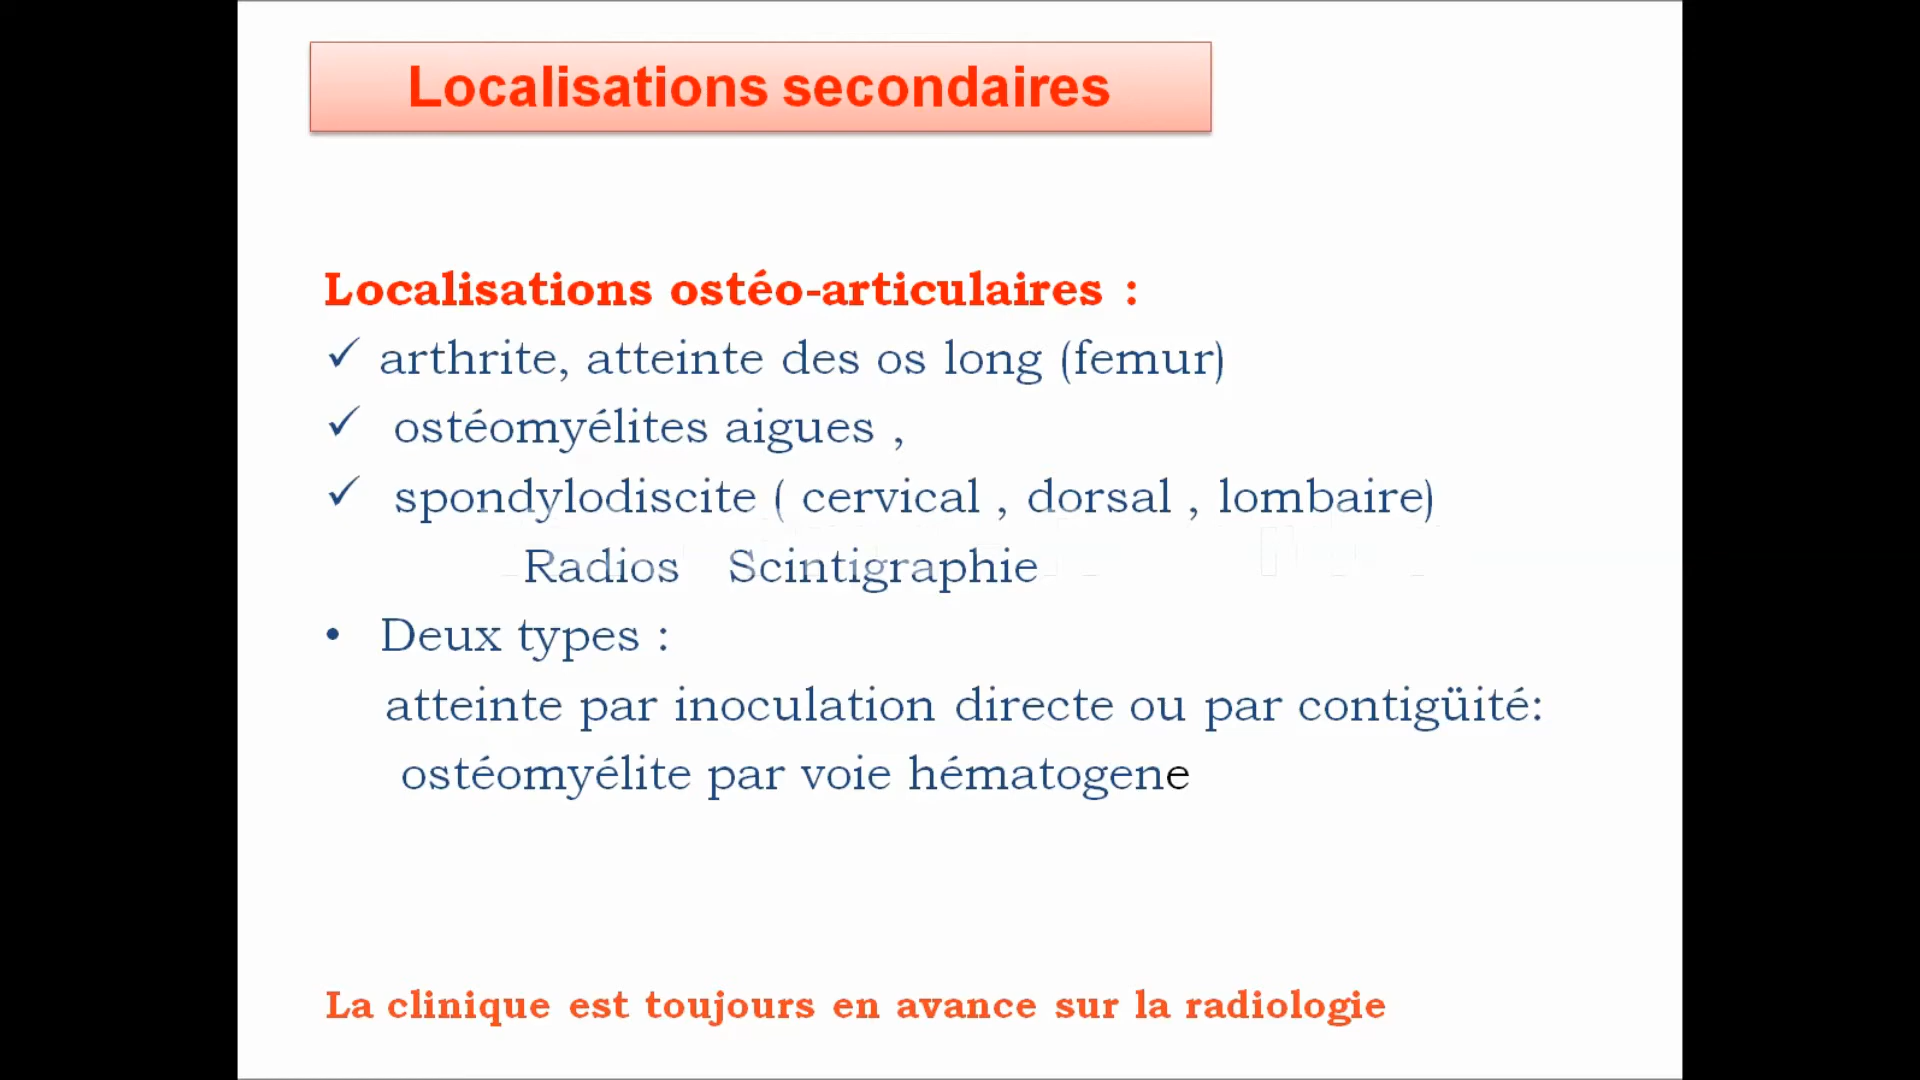 Localisations secondaires
Localisations ostéo-articulaires :
✓ arthrite, atteinte des os long (femur)
✓ ostéomyélites aigues ,
✓ spondylodiscite ( cervical , dorsal , lombaire)
Radios Scintigraphie
• Deux types :
atteinte par inoculation directe ou par contigüité:
ostéomyélite par voie hématogene
La clinique est toujours en avance sur la radiologie